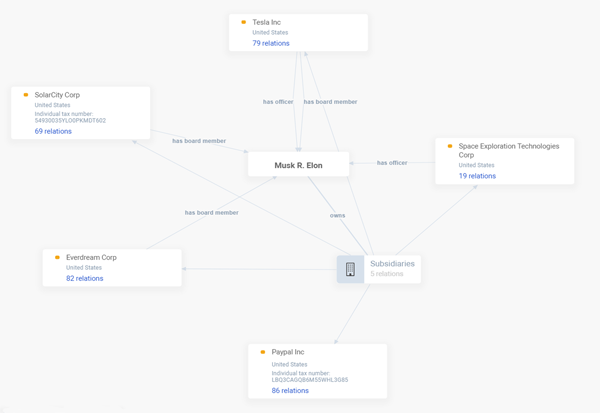 Tesla Inc
United States
79 relations
SolarCity Corp
United States
Individual tax number:
54930035YLO0PKMDT602
69 relations
has officer
has board member
has board member
Space Exploration Technologies
Corp
United States
19 relations
Musk R. Elon
has officer
has board member
owns
Everdream Corp
United States
82 relations
Subsidiaries
5 relations
Paypal Inc
United States
Individual tax number:
86 relations